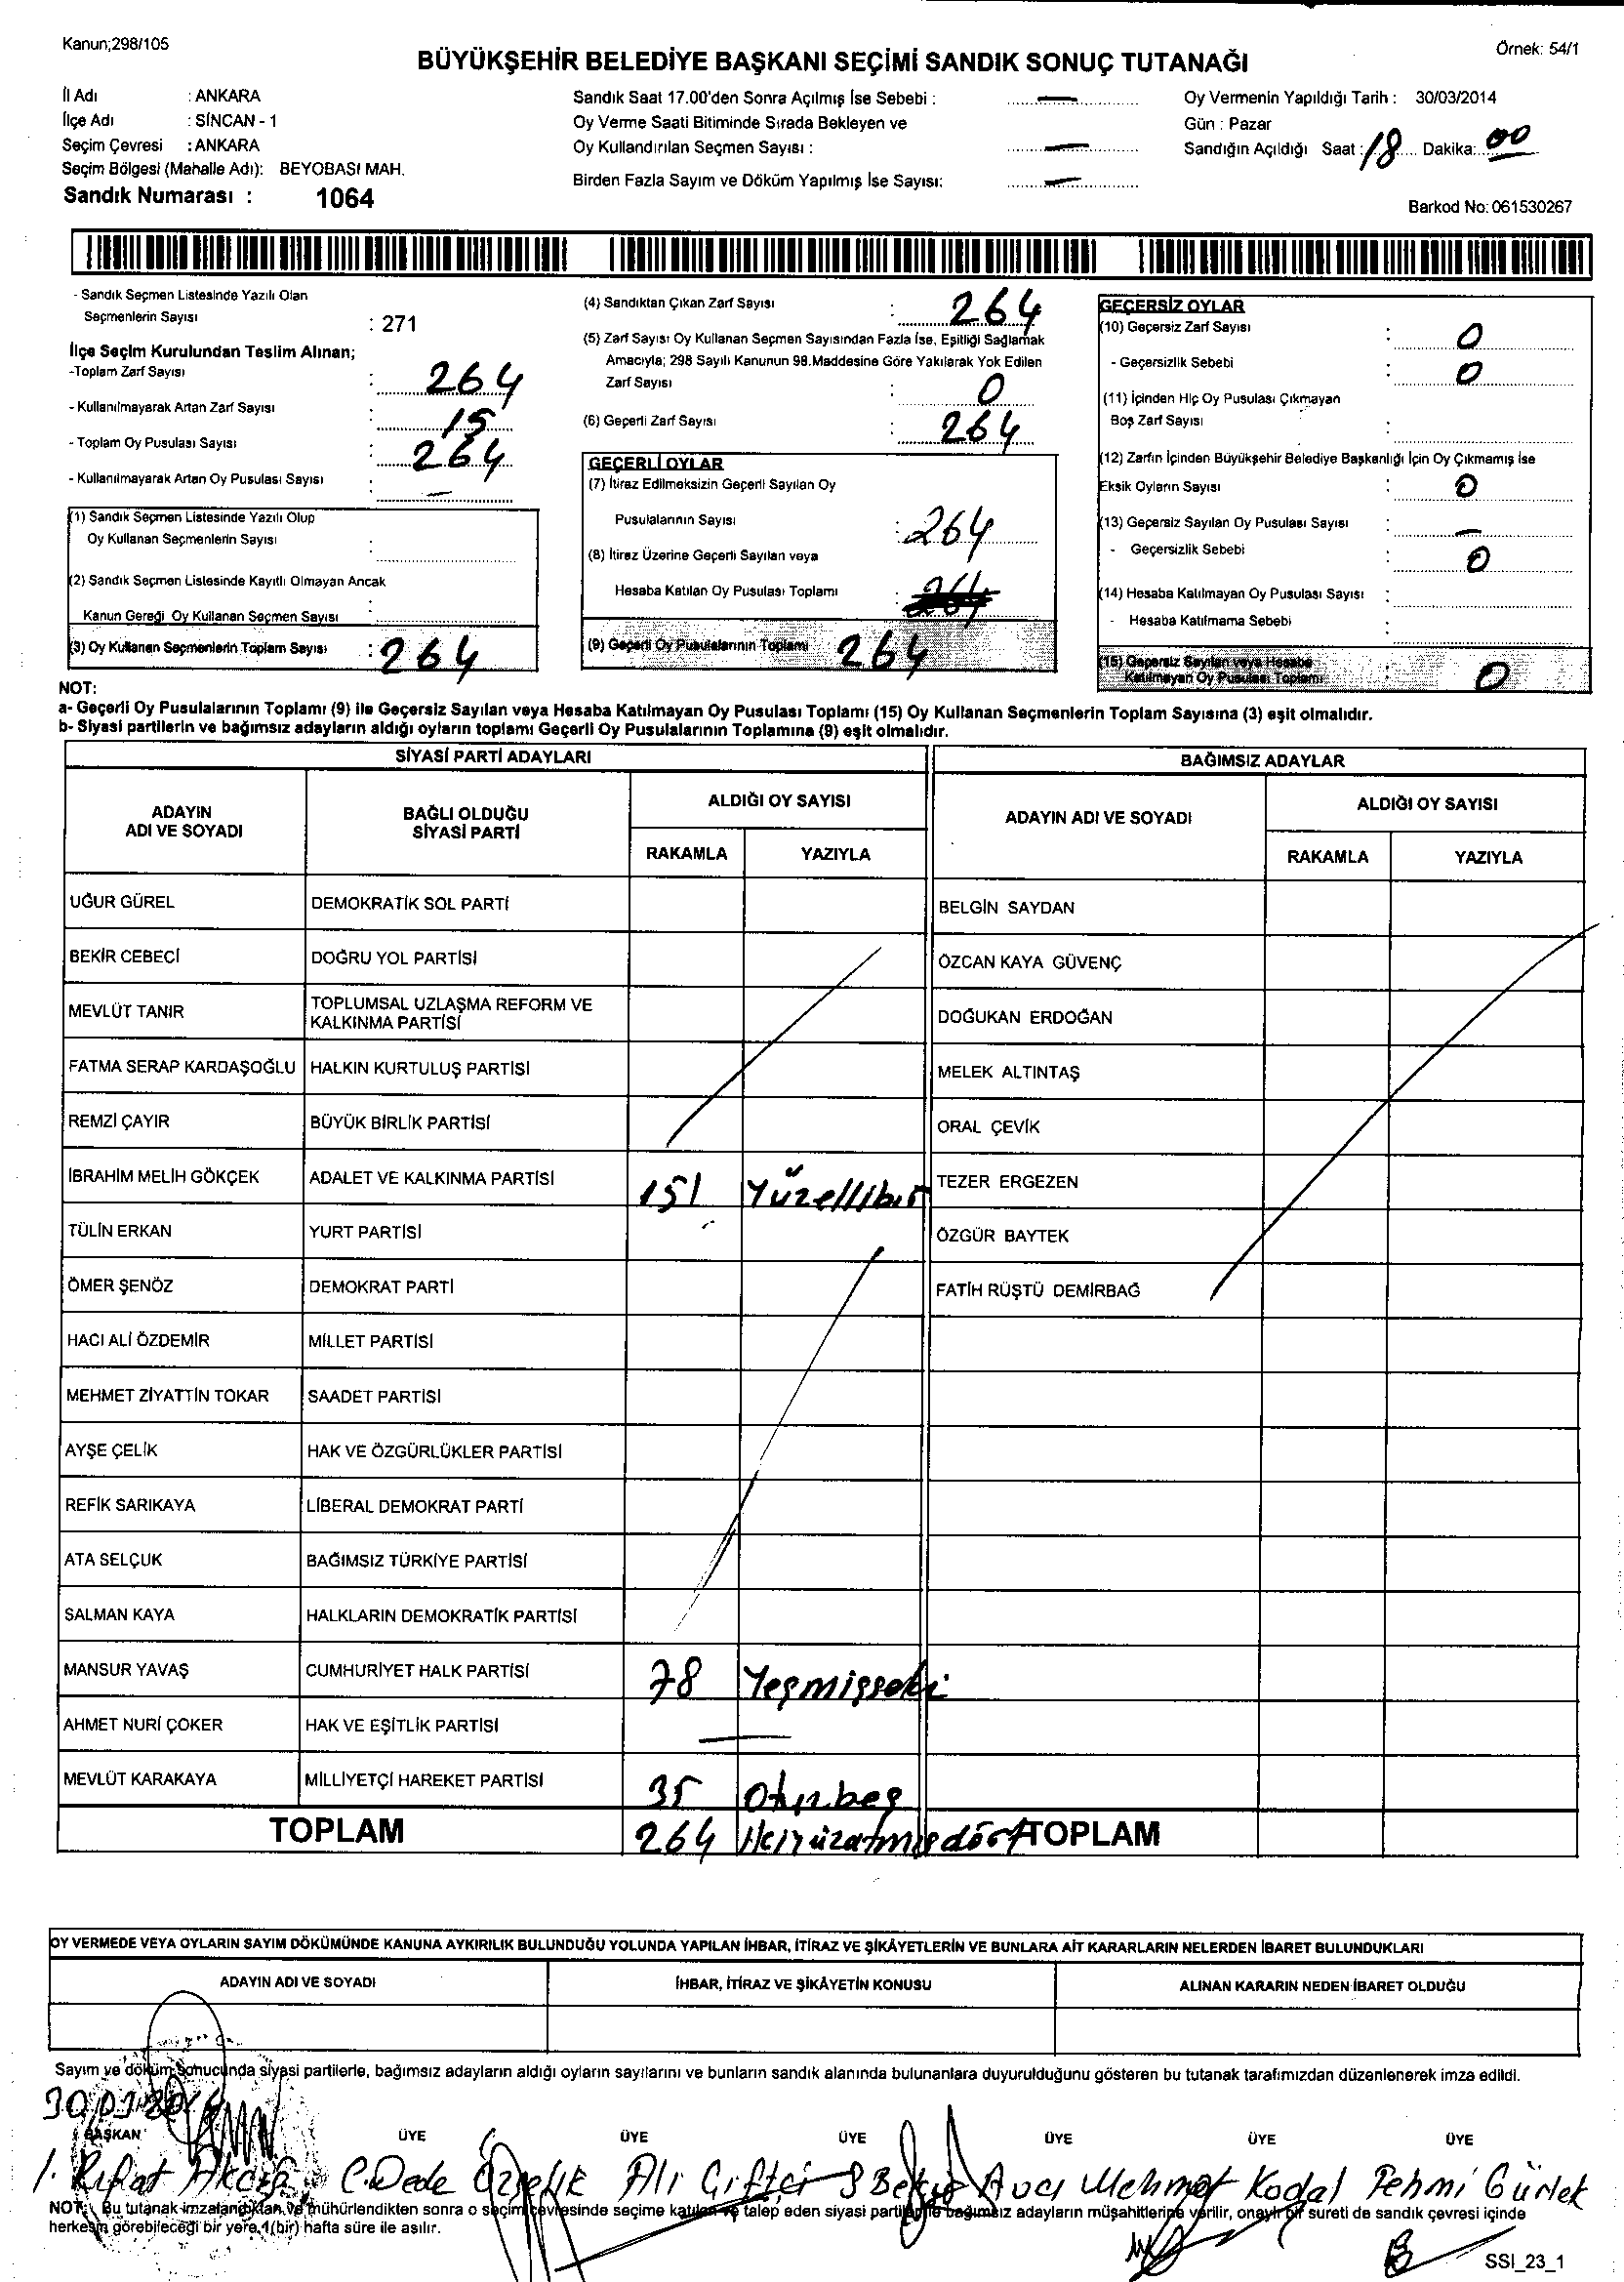 Kanun;298/105
Örnek: 54/1
BÜYÜKŞEHİR BELEDİYE BAŞKANI SEÇİMİ SANDIK SONUÇ TUTANAĞI
İl Adı : ANKARA
İlçe Adı : SİNCAN - 1
Seçim Çevresi : ANKARA
Seçim Bölgesi (Mahalle Adı): BEYOBASI MAH.
Sandık Numarası : 1064
Sandık Saat 17.00'den Sonra Açılmış İse Sebebi : —
Oy Verme Saati Bitiminde Sırada Bekleyen ve
Oy Kullandırılan Seçmen Sayısı : —
Birden Fazla Sayım ve Döküm Yapılmış İse Sayısı: —
Oy Vermenin Yapıldığı Tarih : 30/03/2014
Gün : Pazar
Sandığın Açıldığı Saat : 18 Dakika: 00
Barkod No: 061530267
- Sandık Seçmen Listesinde Yazılı Olan
Seçmenlerin Sayısı : 271
İlçe Seçim Kurulundan Teslim Alınan;
-Toplam Zarf Sayısı : 264
- Kullanılmayarak Artan Zarf Sayısı : 15
- Toplam Oy Pusulası Sayısı : 264
- Kullanılmayarak Artan Oy Pusulası Sayısı : —
(1) Sandık Seçmen Listesinde Yazılı Olup
Oy Kullanan Seçmenlerin Sayısı :
(2) Sandık Seçmen Listesinde Kayıtlı Olmayan Ancak
Kanun Gereği Oy Kullanan Seçmen Sayısı :
(3) Oy Kullanan Seçmenlerin Toplam Sayısı : 264
(4) Sandıktan Çıkan Zarf Sayısı : 264
(5) Zarf Sayısı Oy Kullanan Seçmen Sayısından Fazla İse, Eşitliği Sağlamak
Amacıyla; 298 Sayılı Kanunun 98.Maddesine Göre Yakılarak Yok Edilen
Zarf Sayısı : 0
(6) Geçerli Zarf Sayısı : 264
GEÇERLİ OYLAR
(7) İtiraz Edilmeksizin Geçerli Sayılan Oy
Pusulalarının Sayısı : 264
(8) İtiraz Üzerine Geçerli Sayılan veya
Hesaba Katılan Oy Pusulası Toplamı : 264
(9) Geçerli Oy Pusulalarının Toplamı 264
GEÇERSİZ OYLAR
(10) Geçersiz Zarf Sayısı : 0
- Geçersizlik Sebebi : 0
(11) İçinden Hiç Oy Pusulası Çıkmayan
Boş Zarf Sayısı :
(12) Zarfın İçinden Büyükşehir Belediye Başkanlığı İçin Oy Çıkmamış İse
Eksik Oyların Sayısı : 0
(13) Geçersiz Sayılan Oy Pusulası Sayısı : —
- Geçersizlik Sebebi : 0
(14) Hesaba Katılmayan Oy Pusulası Sayısı :
- Hesaba Katılmama Sebebi :
(15) Geçersiz Sayılan veya Hesaba
Katılmayan Oy Pusulası Toplamı : 0
NOT:
a- Geçerli Oy Pusulalarının Toplamı (9) ile Geçersiz Sayılan veya Hesaba Katılmayan Oy Pusulası Toplamı (15) Oy Kullanan Seçmenlerin Toplam Sayısına (3) eşit olmalıdır.
b- Siyasi partilerin ve bağımsız adayların aldığı oyların toplamı Geçerli Oy Pusulalarının Toplamına (9) eşit olmalıdır.
SİYASİ PARTİ ADAYLARI
ADAYIN ADI VE SOYADI
BAĞLI OLDUĞU SİYASİ PARTİ
ALDIĞI OY SAYISI
RAKAMLA YAZIYLA
UĞUR GÜREL DEMOKRATİK SOL PARTİ
BEKİR CEBECİ DOĞRU YOL PARTİSİ
MEVLÜT TANIR TOPLUMSAL UZLAŞMA REFORM VE
KALKINMA PARTİSİ
FATMA SERAP KARDAŞOĞLU HALKIN KURTULUŞ PARTİSİ
REMZİ ÇAYIR BÜYÜK BİRLİK PARTİSİ
İBRAHİM MELİH GÖKÇEK ADALET VE KALKINMA PARTİSİ 151 Yüzellibir
TÜLİN ERKAN YURT PARTİSİ
ÖMER ŞENÖZ DEMOKRAT PARTİ
HACI ALİ ÖZDEMİR MİLLET PARTİSİ
MEHMET ZİYATTİN TOKAR SAADET PARTİSİ
AYŞE ÇELİK HAK VE ÖZGÜRLÜKLER PARTİSİ
REFİK SARIKAYA LİBERAL DEMOKRAT PARTİ
ATA SELÇUK BAĞIMSIZ TÜRKİYE PARTİSİ
SALMAN KAYA HALKLARIN DEMOKRATİK PARTİSİ
MANSUR YAVAŞ CUMHURİYET HALK PARTİSİ 78 Yeşmişseki
AHMET NURİ ÇOKER HAK VE EŞİTLİK PARTİSİ —
MEVLÜT KARAKAYA MİLLİYETÇİ HAREKET PARTİSİ 35 Otuzbeş
TOPLAM 264 İkiyüzatmışdört
BAĞIMSIZ ADAYLAR
ADAYIN ADI VE SOYADI
ALDIĞI OY SAYISI
RAKAMLA YAZIYLA
BELGİN SAYDAN
ÖZCAN KAYA GÜVENÇ
DOĞUKAN ERDOĞAN
MELEK ALTINTAŞ
ORAL ÇEVİK
TEZER ERGEZEN
ÖZGÜR BAYTEK
FATİH RÜŞTÜ DEMİRBAĞ
TOPLAM
OY VERMEDE VEYA OYLARIN SAYIM DÖKÜMÜNDE KANUNA AYKIRILIK BULUNDUĞU YOLUNDA YAPILAN İHBAR, İTİRAZ VE ŞİKÂYETLERİN VE BUNLARA AİT KARARLARIN NELERDEN İBARET BULUNDUKLARI
ADAYIN ADI VE SOYADI İHBAR, İTİRAZ VE ŞİKÂYETİN KONUSU ALINAN KARARIN NEDEN İBARET OLDUĞU
Sayım ve döküm sonucunda siyasi partilerle, bağımsız adayların aldığı oyların sayılarını ve bunların sandık alanında bulunanlara duyurulduğunu gösteren bu tutanak tarafımızdan düzenlenerek imza edildi.
BAŞKAN ÜYE ÜYE ÜYE ÜYE ÜYE ÜYE
Rıfat C.Dede Özçelik Ali Çiftçi Avcı Mehmet Kodal Fehmi Gürlek
NOT: Bu tutanak imzalandıktan ve mühürlendikten sonra o seçim çevresinde seçime katılan ve talep eden siyasi partiler ile bağımsız adayların müşahitlerine verilir, onaylı bir sureti de sandık çevresi içinde
herkesin görebileceği bir yere 1(bir) hafta süre ile asılır.
SSI_23_1